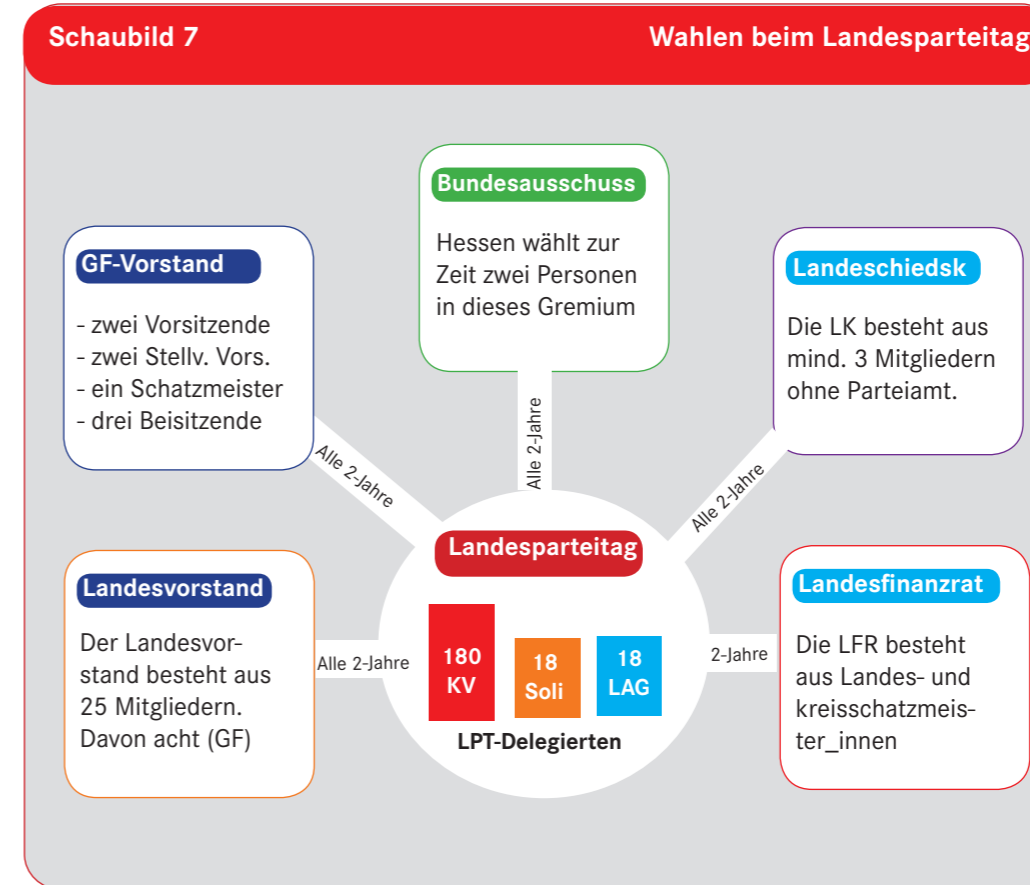 Schaubild 7
Wahlen beim Landesparteitag
Bundesausschuss
Hessen wählt zur
Zeit zwei Personen
in dieses Gremium
GF-Vorstand
- zwei Vorsitzende
- zwei Stellv. Vors.
- ein Schatzmeister
- drei Beisitzende
Landeschiedsk
Die LK besteht aus
mind. 3 Mitgliedern
ohne Parteiamt.
Alle 2-Jahre
Alle 2-Jahre
Alle 2-Jahre
Landesparteitag
Landesvorstand
Der Landesvor-
stand besteht aus
25 Mitgliedern.
Davon acht (GF)
Alle 2-Jahre
180
KV
18
Soli
18
LAG
LPT-Delegierten
2-Jahre
Landesfinanzrat
Die LFR besteht
aus Landes- und
kreisschatzmeis-
ter_innen